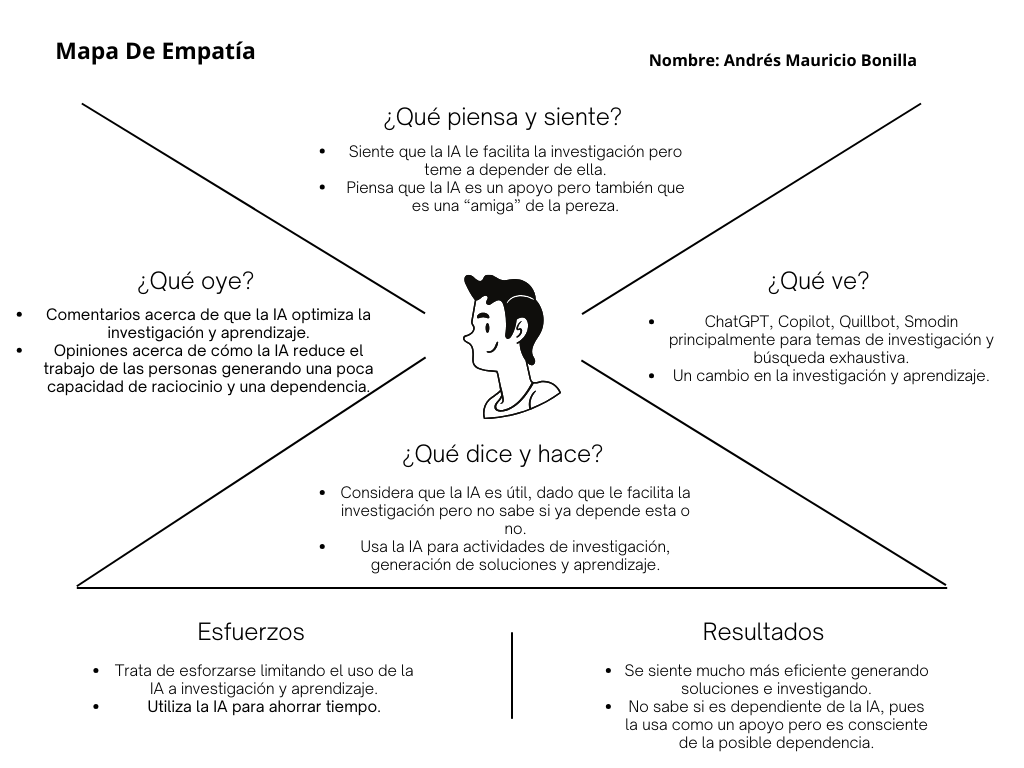 Mapa De Empatía
Nombre: Andrés Mauricio Bonilla
¿Qué piensa y siente?
• Siente que la IA le facilita la investigación pero
teme a depender de ella.
• Piensa que la IA es un apoyo pero también que
es una “amiga” de la pereza.
¿Qué oye?
• Comentarios acerca de que la IA optimiza la
investigación y aprendizaje.
• Opiniones acerca de cómo la IA reduce el
trabajo de las personas generando una poca
capacidad de raciocinio y una dependencia.
¿Qué ve?
• ChatGPT, Copilot, Quillbot, Smodin
principalmente para temas de investigación y
búsqueda exhaustiva.
• Un cambio en la investigación y aprendizaje.
¿Qué dice y hace?
• Considera que la IA es útil, dado que le facilita la
investigación pero no sabe si ya depende esta o
no.
• Usa la IA para actividades de investigación,
generación de soluciones y aprendizaje.
Esfuerzos
• Trata de esforzarse limitando el uso de la
IA a investigación y aprendizaje.
• Utiliza la IA para ahorrar tiempo.
Resultados
• Se siente mucho más eficiente generando
soluciones e investigando.
• No sabe si es dependiente de la IA, pues
la usa como un apoyo pero es consciente
de la posible dependencia.